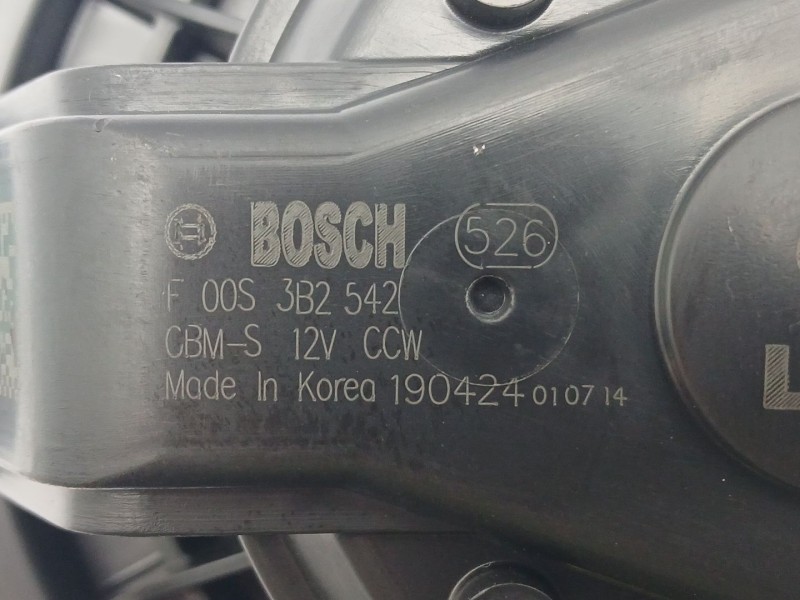 BOSCH 526
F 00S 3B2 542
CBM-S 12V CCW
Made In Korea 190424 010714